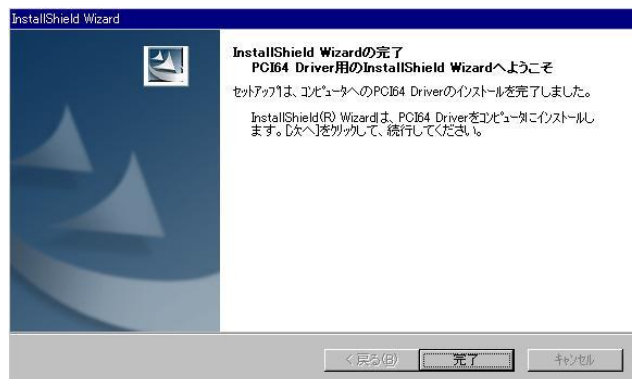 InstallShield Wizard
InstallShield Wizardの完了
PCI64 Driver用のInstallShield Wizardへようこそ
セットアップは、コンピュータへのPCI64 Driverのインストールを完了しました。
InstallShield(R) Wizardは、PCI64 Driverをコンピュータにインストールし
ます。[次へ]をクリックして、続行してください。
< 戻る(B)
完了
キャンセル